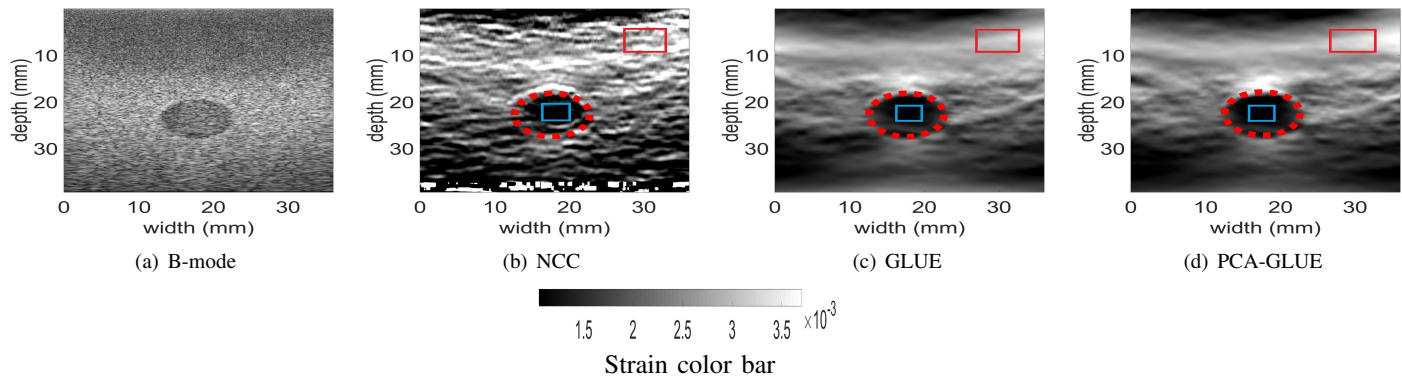 depth (mm)
10
20
30
0
10
20
30
width (mm)
(a) B-mode
depth (mm)
10
20
30
0
10
20
30
width (mm)
(b) NCC
depth (mm)
10
20
30
0
10
20
30
width (mm)
(c) GLUE
depth (mm)
10
20
30
0
10
20
30
width (mm)
(d) PCA-GLUE
1.5 2 2.5 3 3.5 ×10⁻³
Strain color bar